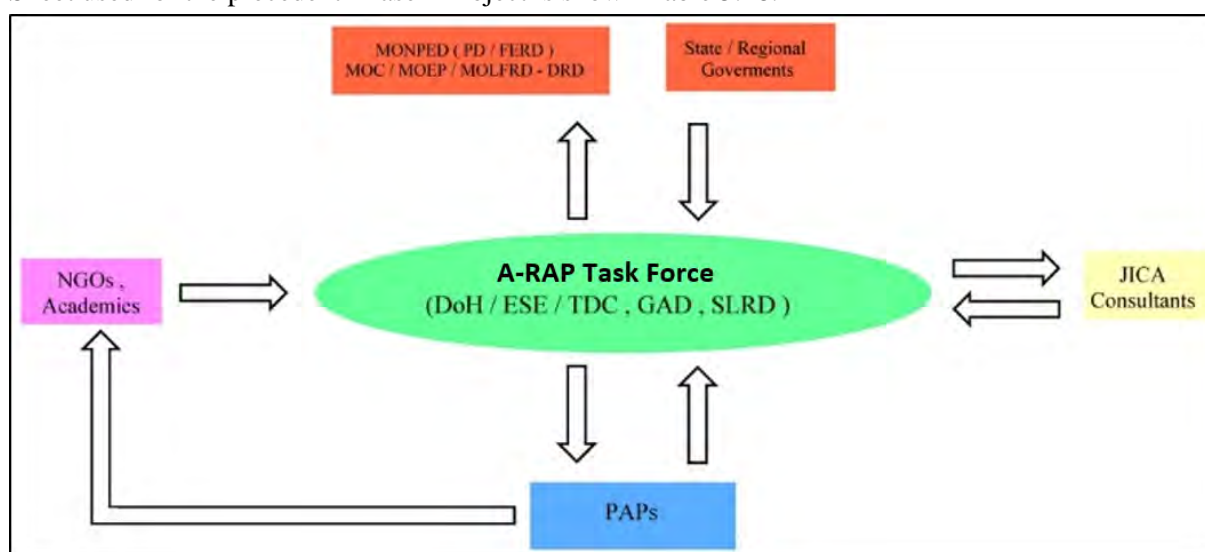 MONPED ( PD / FERD )
MOC / MOEP / MOLFRD - DRD
State / Regional
Goverments
NGOs ,
Academics
A-RAP Task Force
(DoH / ESE / TDC , GAD , SLRD )
JICA
Consultants
PAPs